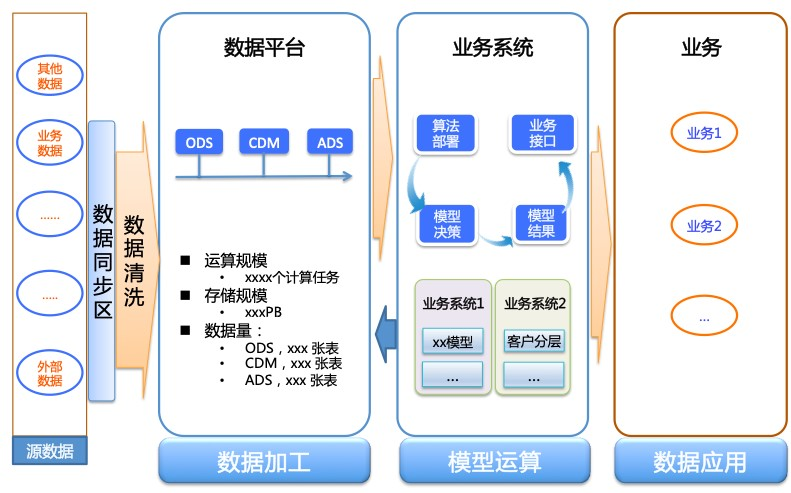 其他
数据
业务
数据
......
.....
外部
数据
源数据
数据同步区
数据清洗
数据平台
ODS
CDM
ADS
■ 运算规模
• xxxx个计算任务
■ 存储规模
• xxxPB
■ 数据量：
• ODS，xxx 张表
• CDM，xxx 张表
• ADS，xxx 张表
数据加工
业务系统
算法
部署
业务
接口
模型
决策
模型
结果
业务系统1
xx模型
...
业务系统2
客户分层
...
模型运算
业务
业务1
业务2
...
数据应用